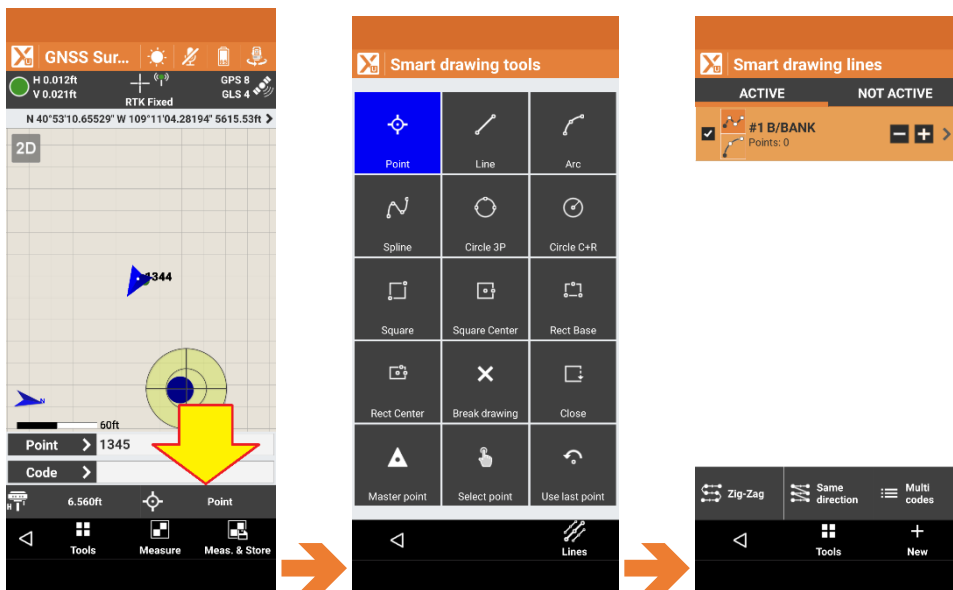 GNSS Sur...
H 0.012ft
V 0.021ft
RTK Fixed
GPS 8
GLS 4
N 40°53'10.65529" W 109°11'04.28194" 5615.53ft
2D
1344
N
60ft
Point
1345
Code
H T
6.560ft
Point
Tools
Measure
Meas. & Store
Smart drawing tools
Point
Line
Arc
Spline
Circle 3P
Circle C+R
Square
Square Center
Rect Base
Rect Center
Break drawing
Close
Master point
Select point
Use last point
Lines
Smart drawing lines
ACTIVE
NOT ACTIVE
#1 B/BANK
Points: 0
Zig-Zag
Same
direction
Multi
codes
Tools
New